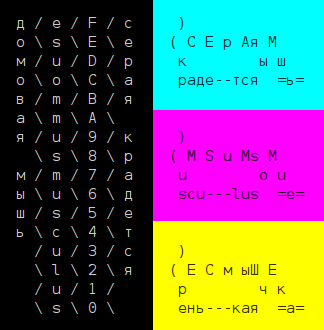 д / e / F / с
о \ s \ E \ е
м / u / D / р
о \ o \ C \ а
в / m / B / я
а \ m \ A \
я / u / 9 / к
\ s \ 8 \ р
м / m / 7 / а
ы \ u \ 6 \ д
ш / s / 5 / е
ь \ c \ 4 \ т
/ u / 3 / с
\ l \ 2 \ я
/ u / 1 /
\ s \ 0 \
)
( С Е р Ая М
к ы ш
раде--тся =ь=
)
( M S u Ms M
u o u
scu---lus =e=
)
( Е С м ыШ Е
р ч к
ень---кая =а=